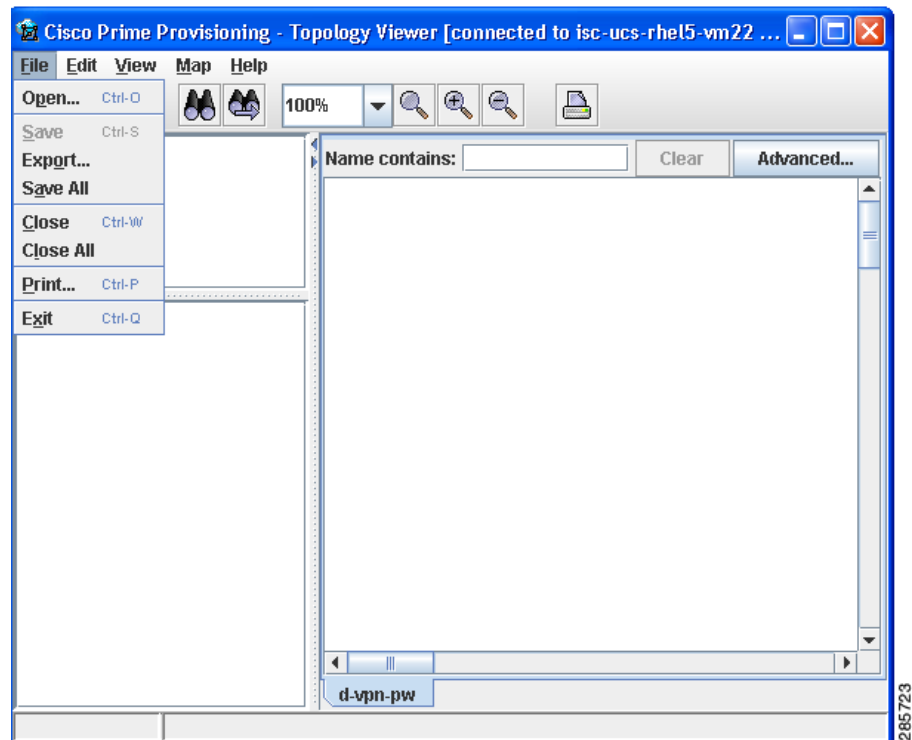 Cisco Prime Provisioning - Topology Viewer [connected to isc-ucs-rhel5-vm22 ...
File Edit View Map Help
Open... Ctrl-O
100%
Save Ctrl-S
Export...
Save All
Close Ctrl-W
Close All
Print... Ctrl-P
Exit Ctrl-Q
Name contains: Clear Advanced...
d-vpn-pw
285723